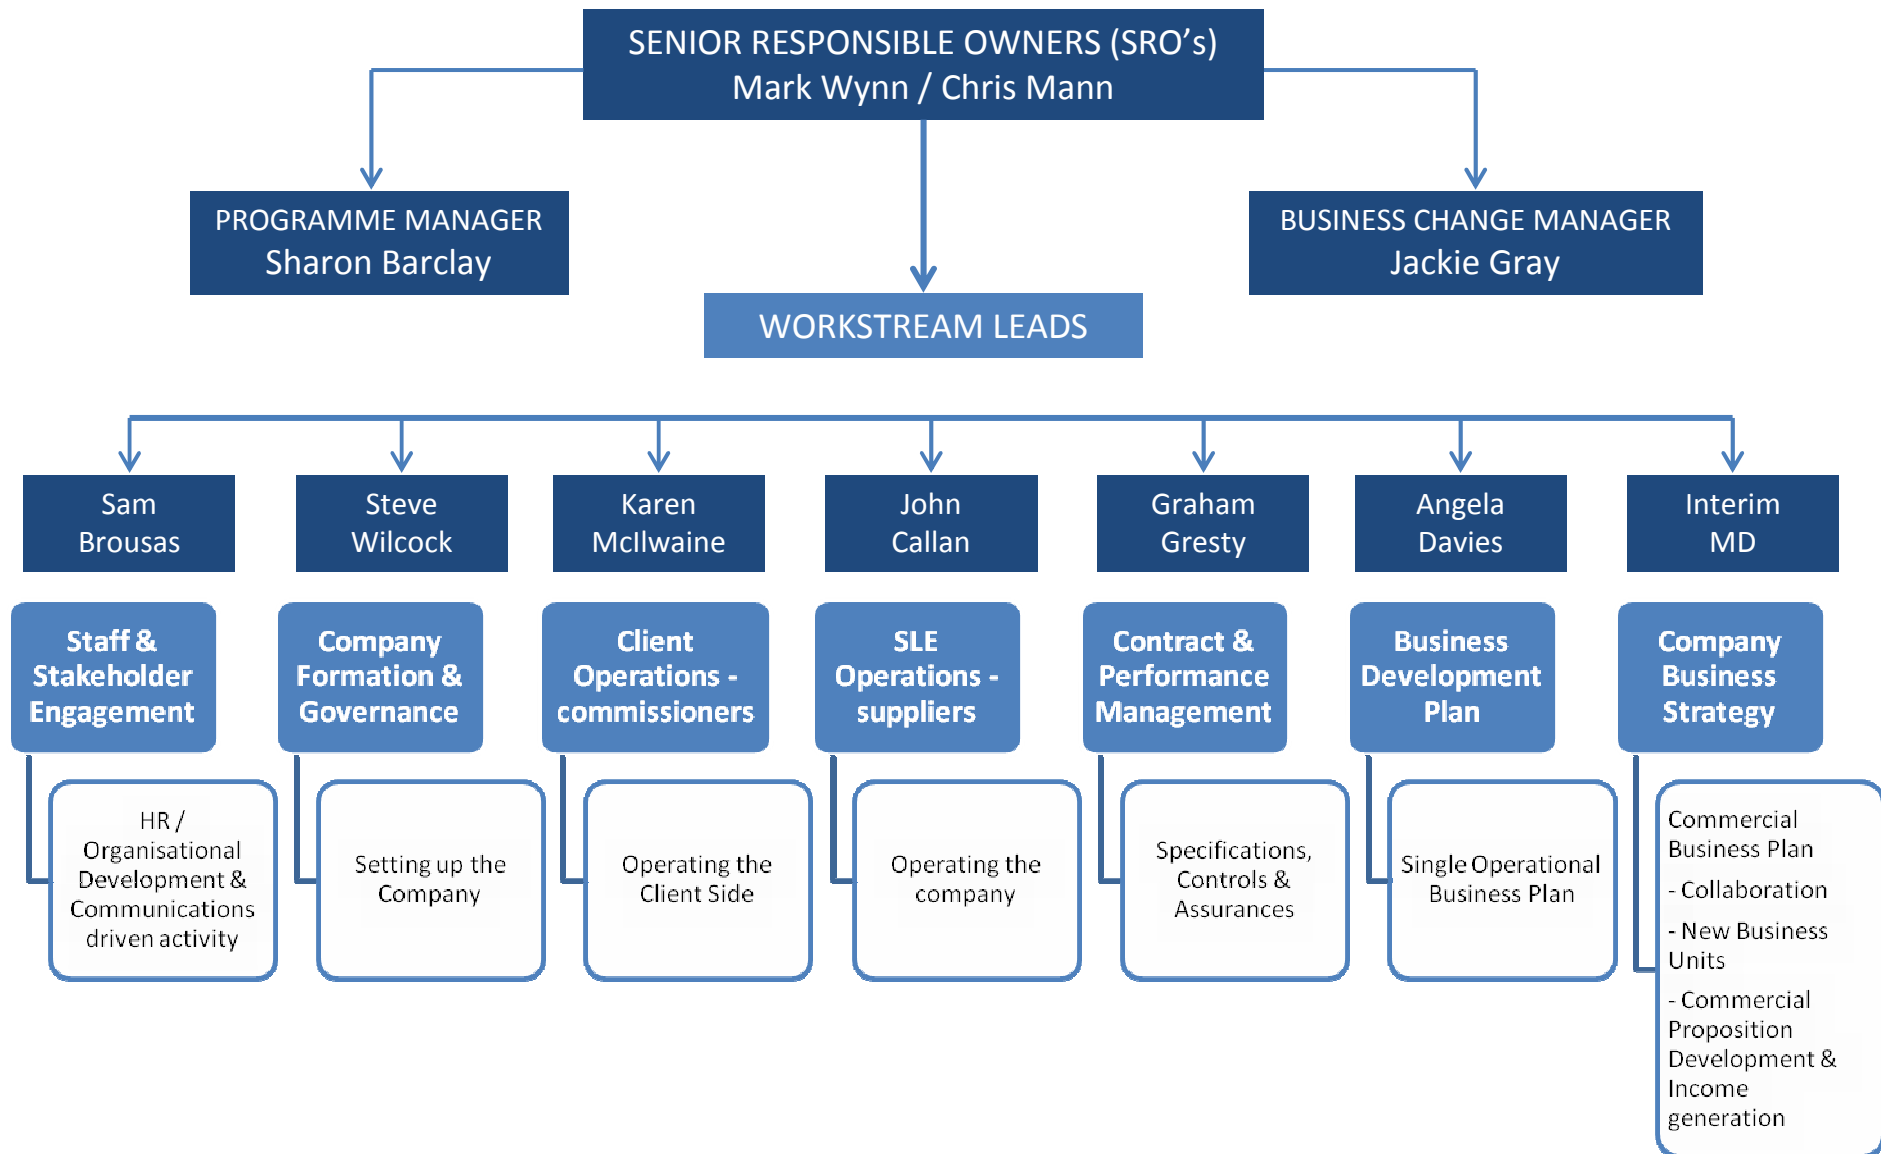 SENIOR RESPONSIBLE OWNERS (SRO's)
Mark Wynn / Chris Mann
PROGRAMME MANAGER
Sharon Barclay
BUSINESS CHANGE MANAGER
Jackie Gray
WORKSTREAM LEADS
Sam
Brousas
Steve
Wilcock
Karen
McIlwaine
John
Callan
Graham
Gresty
Angela
Davies
Interim
MD
Staff &
Stakeholder
Engagement
Company
Formation &
Governance
Client
Operations -
commissioners
SLE
Operations -
suppliers
Contract &
Performance
Management
Business
Development
Plan
Company
Business
Strategy
HR /
Organisational
Development &
Communications
driven activity
Setting up the
Company
Operating the
Client Side
Operating the
company
Specifications,
Controls &
Assurances
Single Operational
Business Plan
Commercial
Business Plan
- Collaboration
- New Business
Units
- Commercial
Proposition
Development &
Income
generation